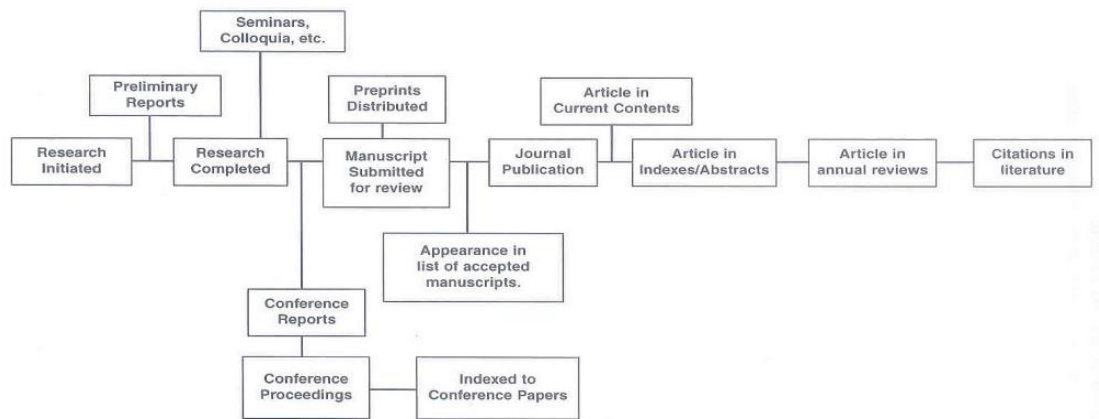 Seminars,
Colloquia, etc.
Preliminary
Reports
Preprints
Distributed
Article in
Current Contents
Research
Initiated
Research
Completed
Manuscript
Submitted
for review
Journal
Publication
Article in
Indexes/Abstracts
Article in
annual reviews
Citations in
literature
Appearance in
list of accepted
manuscripts.
Conference
Reports
Conference
Proceedings
Indexed to
Conference Papers